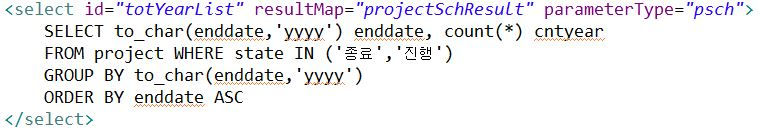 <select id="totYearList" resultMap="projectSchResult" parameterType="psch">
SELECT to_char(enddate,'yyyy') enddate, count(*) cntyear
FROM project WHERE state IN ('종료','진행')
GROUP BY to_char(enddate,'yyyy')
ORDER BY enddate ASC
</select>